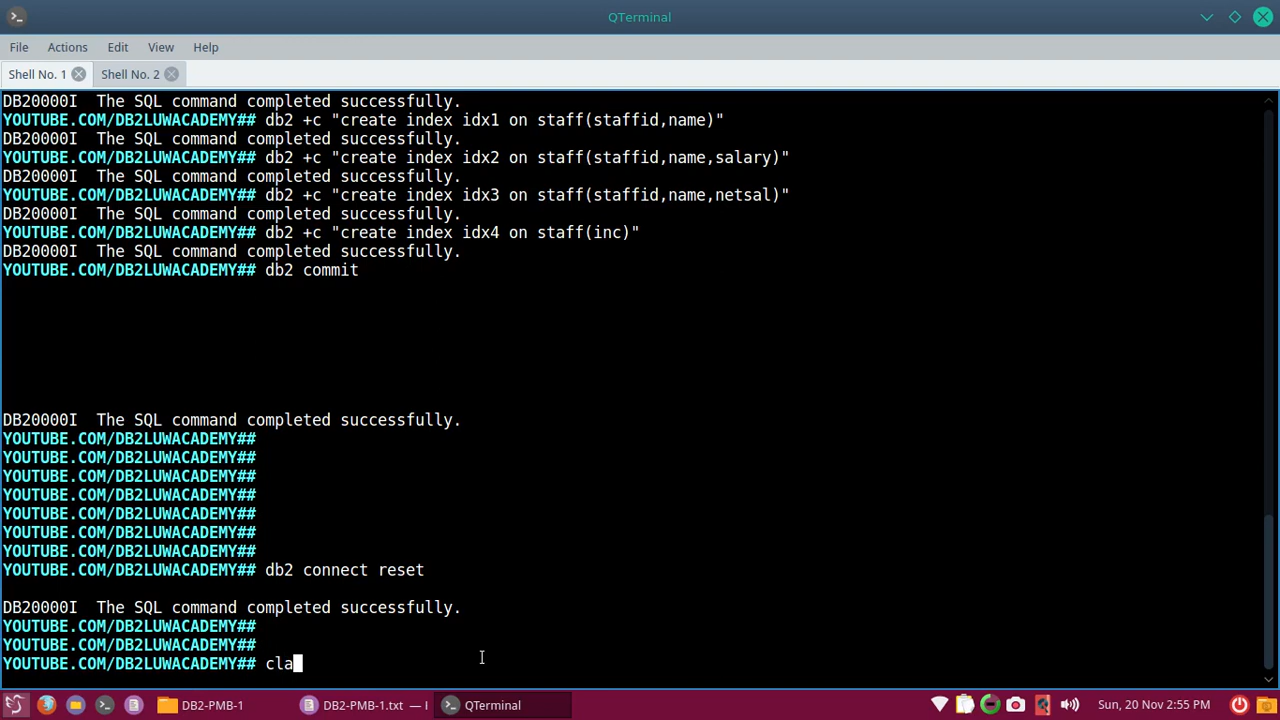 QTerminal
File Actions Edit View Help
Shell No. 1 Shell No. 2
DB20000I  The SQL command completed successfully.
YOUTUBE.COM/DB2LUWACADEMY## db2 +c "create index idx1 on staff(staffid,name)"
DB20000I  The SQL command completed successfully.
YOUTUBE.COM/DB2LUWACADEMY## db2 +c "create index idx2 on staff(staffid,name,salary)"
DB20000I  The SQL command completed successfully.
YOUTUBE.COM/DB2LUWACADEMY## db2 +c "create index idx3 on staff(staffid,name,netsal)"
DB20000I  The SQL command completed successfully.
YOUTUBE.COM/DB2LUWACADEMY## db2 +c "create index idx4 on staff(inc)"
DB20000I  The SQL command completed successfully.
YOUTUBE.COM/DB2LUWACADEMY## db2 commit
DB20000I  The SQL command completed successfully.
YOUTUBE.COM/DB2LUWACADEMY##
YOUTUBE.COM/DB2LUWACADEMY##
YOUTUBE.COM/DB2LUWACADEMY##
YOUTUBE.COM/DB2LUWACADEMY##
YOUTUBE.COM/DB2LUWACADEMY##
YOUTUBE.COM/DB2LUWACADEMY##
YOUTUBE.COM/DB2LUWACADEMY##
YOUTUBE.COM/DB2LUWACADEMY## db2 connect reset
DB20000I  The SQL command completed successfully.
YOUTUBE.COM/DB2LUWACADEMY##
YOUTUBE.COM/DB2LUWACADEMY##
YOUTUBE.COM/DB2LUWACADEMY## cla
DB2-PMB-1 DB2-PMB-1.txt — QTerminal Sun, 20 Nov 2:55 PM